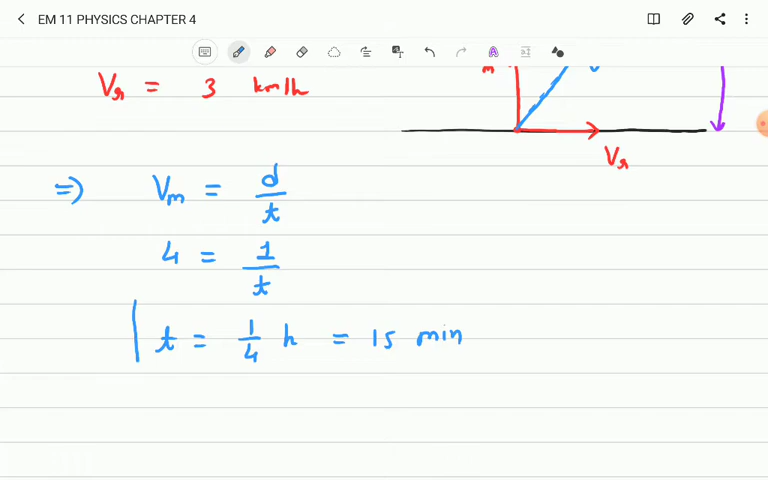 EM 11 PHYSICS CHAPTER 4
m
Vr = 3 km/h
Vr
=> Vm = d/t
4 = 1/t
t = 1/4 h = 15 min